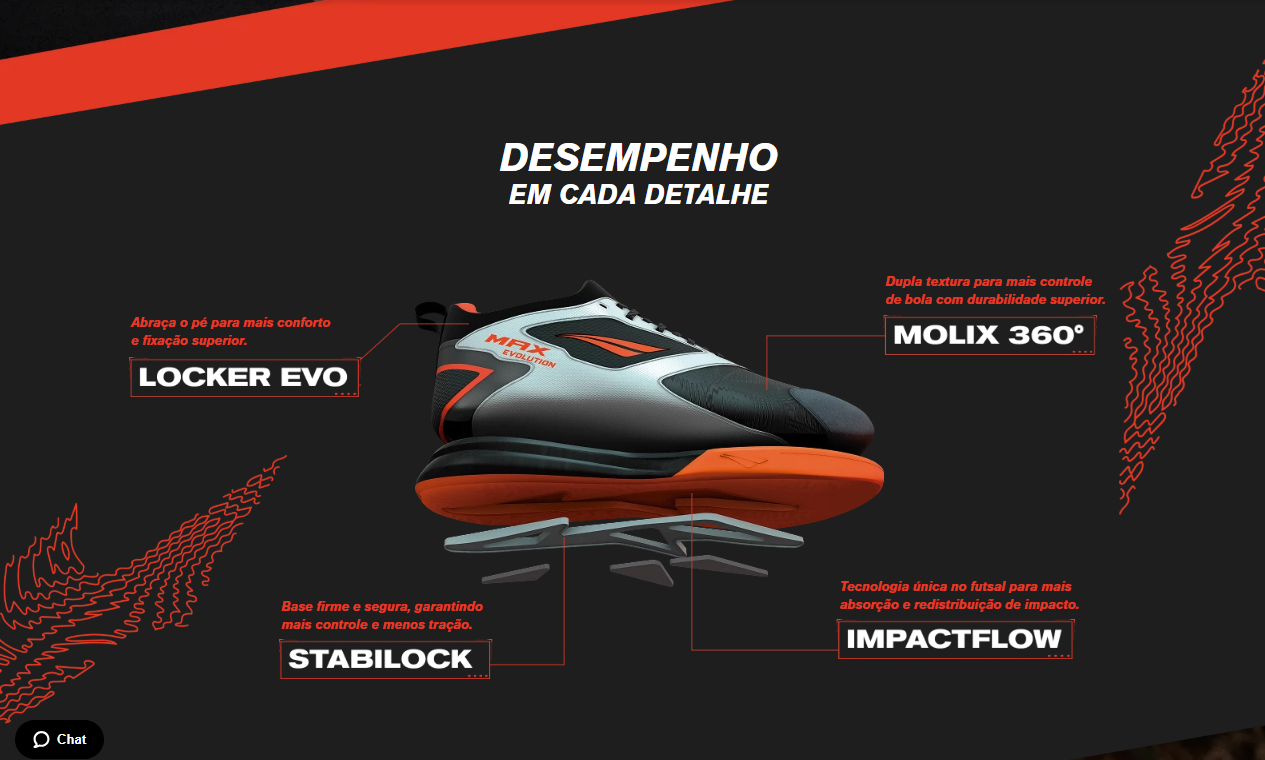 DESEMPENHO
EM CADA DETALHE
Abraça o pé para mais conforto
e fixação superior.
LOCKER EVO
Dupla textura para mais controle
de bola com durabilidade superior.
MOLIX 360°
MAX
EVOLUTION
Base firme e segura, garantindo
mais controle e menos tração.
STABILOCK
Tecnologia única no futsal para mais
absorção e redistribuição de impacto.
IMPACTFLOW
Chat